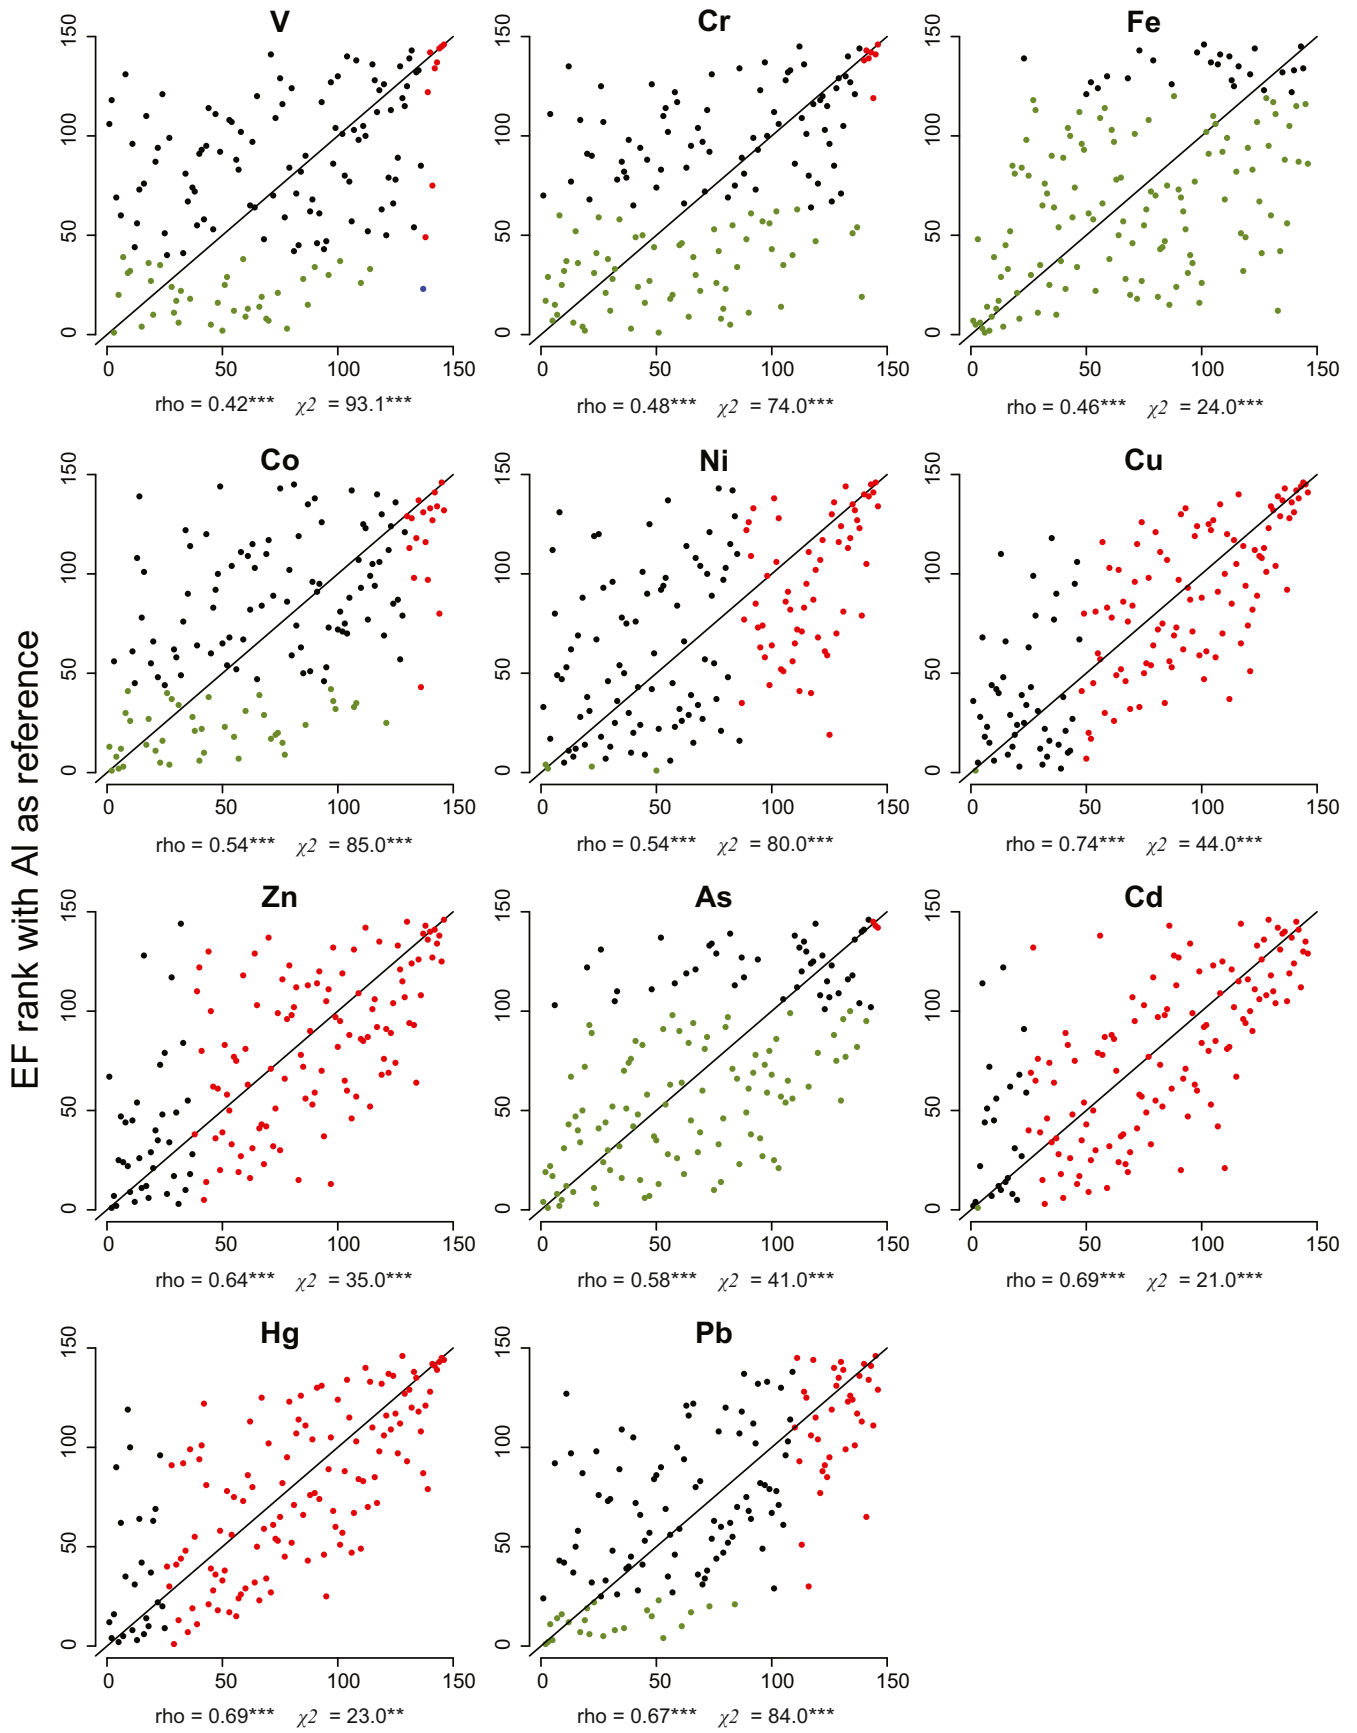 V
Cr
Fe
0 50 100 150
0 50 100 150
0 50 100 150
0 50 100 150
0 50 100 150
0 50 100 150
rho = 0.42*** χ2 = 93.1***
rho = 0.48*** χ2 = 74.0***
rho = 0.46*** χ2 = 24.0***
Co
Ni
Cu
0 50 100 150
0 50 100 150
0 50 100 150
0 50 100 150
0 50 100 150
0 50 100 150
rho = 0.54*** χ2 = 85.0***
rho = 0.54*** χ2 = 80.0***
rho = 0.74*** χ2 = 44.0***
EF rank with Al as reference
Zn
As
Cd
0 50 100 150
0 50 100 150
0 50 100 150
0 50 100 150
0 50 100 150
0 50 100 150
rho = 0.64*** χ2 = 35.0***
rho = 0.58*** χ2 = 41.0***
rho = 0.69*** χ2 = 21.0***
Hg
Pb
0 50 100 150
0 50 100 150
0 50 100 150
0 50 100 150
rho = 0.69*** χ2 = 23.0**
rho = 0.67*** χ2 = 84.0***